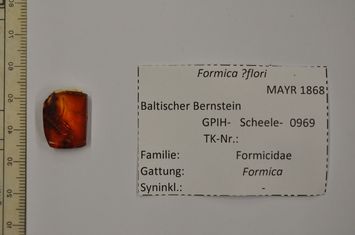 Formica ?flori
MAYR 1868
Baltischer Bernstein
GPIH- Scheele- 0969
TK-Nr.:
Familie: Formicidae
Gattung: Formica
Syninkl.: -